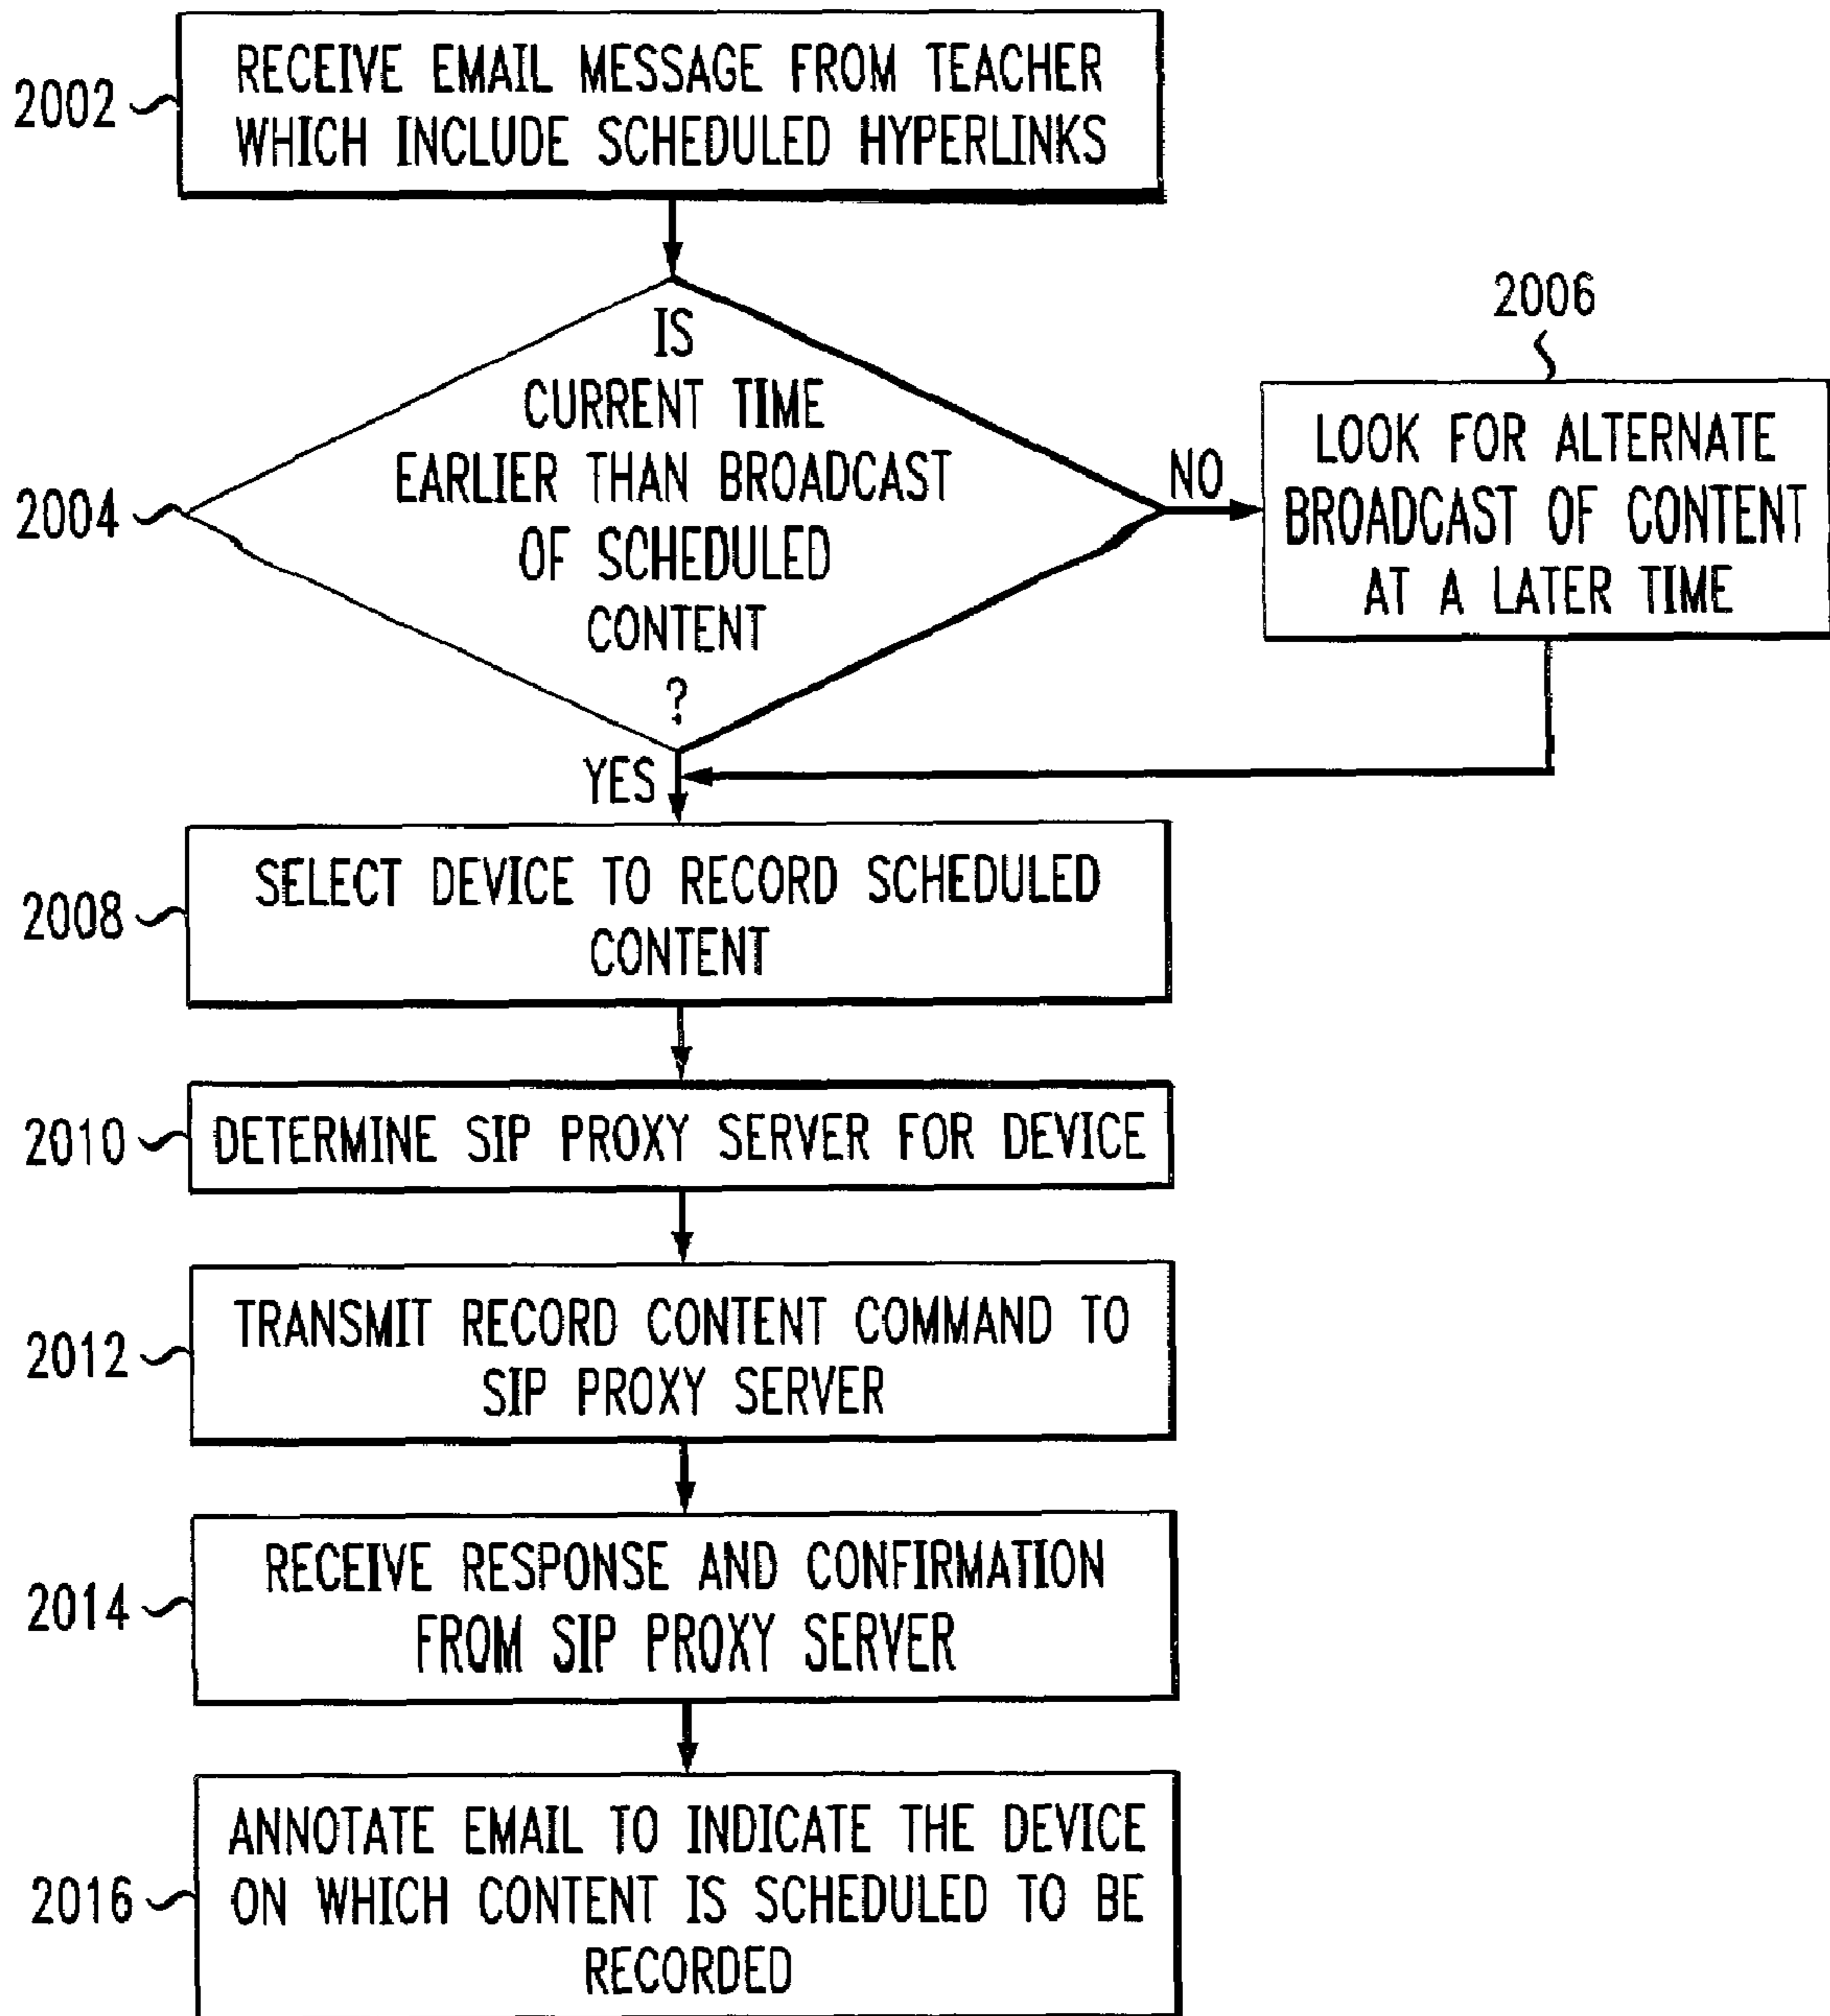 2002
RECEIVE EMAIL MESSAGE FROM TEACHER
WHICH INCLUDE SCHEDULED HYPERLINKS
2004
IS
CURRENT TIME
EARLIER THAN BROADCAST
OF SCHEDULED
CONTENT
?
NO
2006
LOOK FOR ALTERNATE
BROADCAST OF CONTENT
AT A LATER TIME
YES
2008
SELECT DEVICE TO RECORD SCHEDULED
CONTENT
2010
DETERMINE SIP PROXY SERVER FOR DEVICE
2012
TRANSMIT RECORD CONTENT COMMAND TO
SIP PROXY SERVER
2014
RECEIVE RESPONSE AND CONFIRMATION
FROM SIP PROXY SERVER
2016
ANNOTATE EMAIL TO INDICATE THE DEVICE
ON WHICH CONTENT IS SCHEDULED TO BE
RECORDED